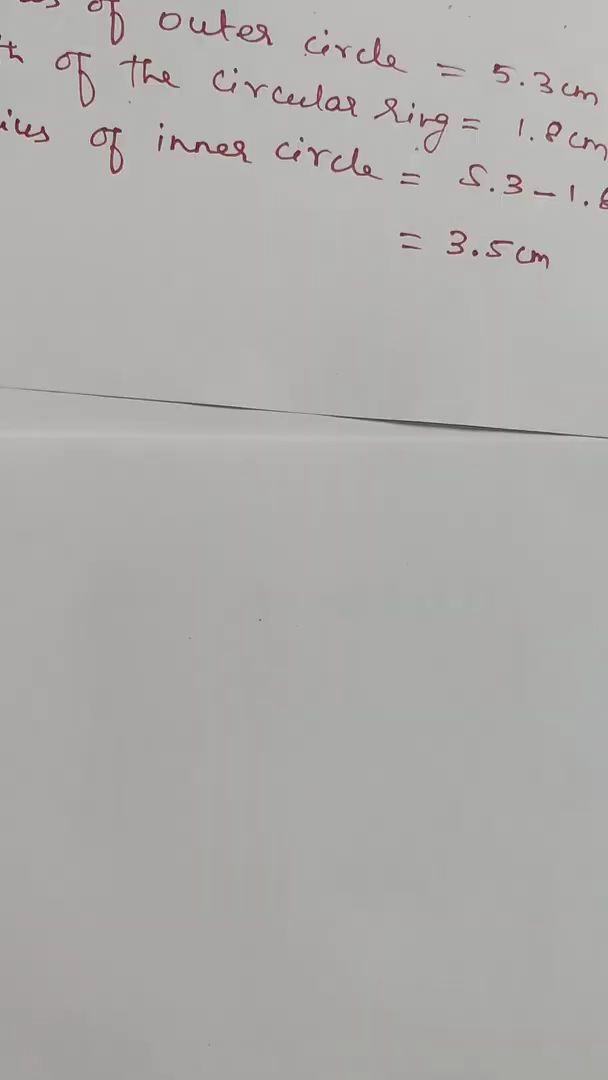 of outer circle = 5.3cm
of the circular ring = 1.8cm
of inner circle = 5.3 - 1.8
= 3.5cm